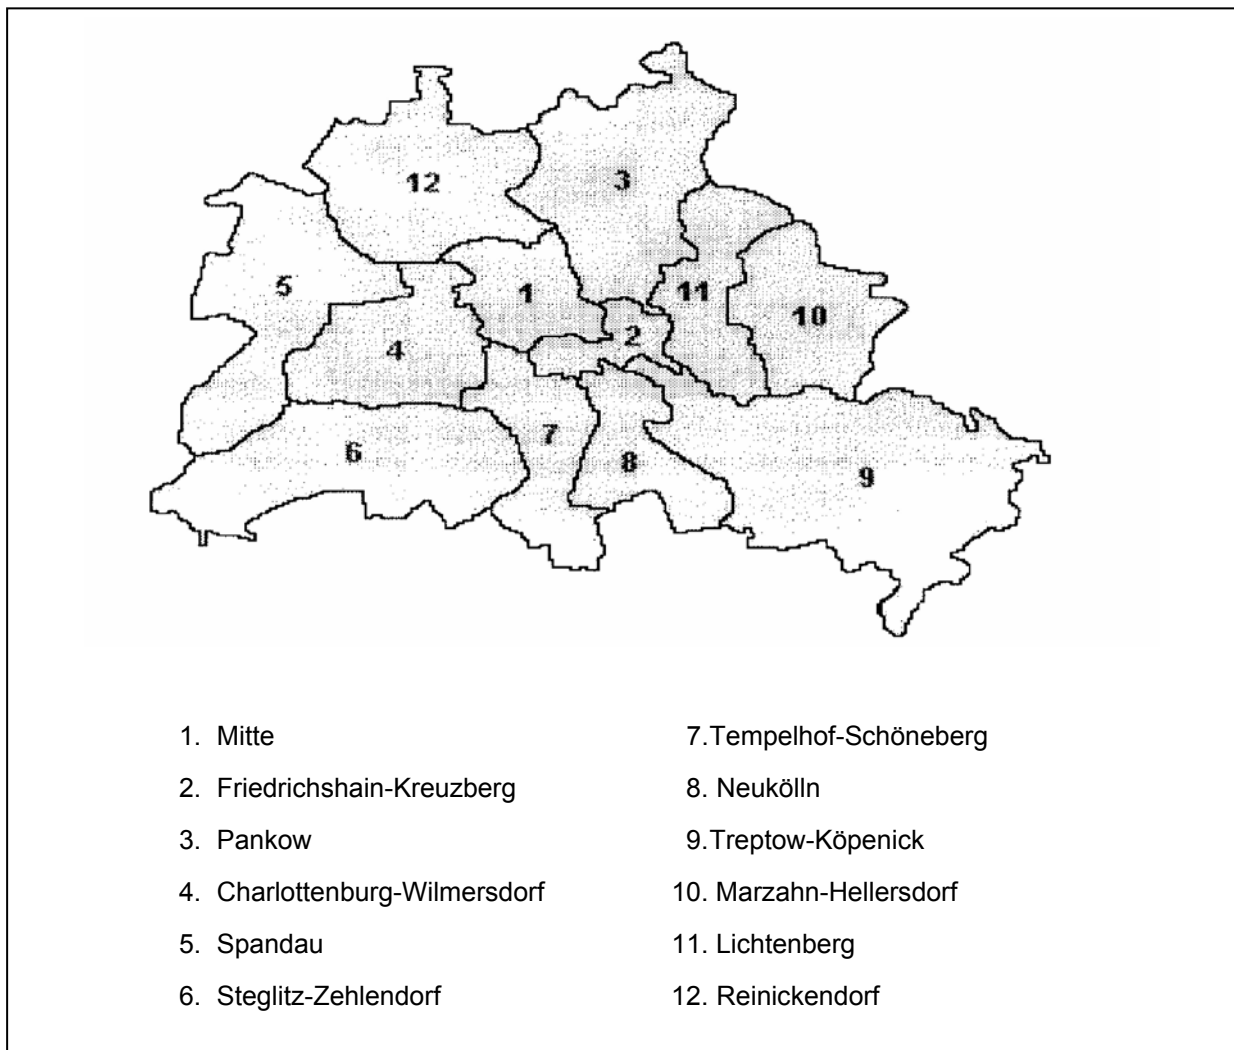 12
3
5
1
11
10
2
4
7
6
8
9
1. Mitte
2. Friedrichshain-Kreuzberg
3. Pankow
4. Charlottenburg-Wilmersdorf
5. Spandau
6. Steglitz-Zehlendorf
7.Tempelhof-Schöneberg
8. Neukölln
9.Treptow-Köpenick
10. Marzahn-Hellersdorf
11. Lichtenberg
12. Reinickendorf